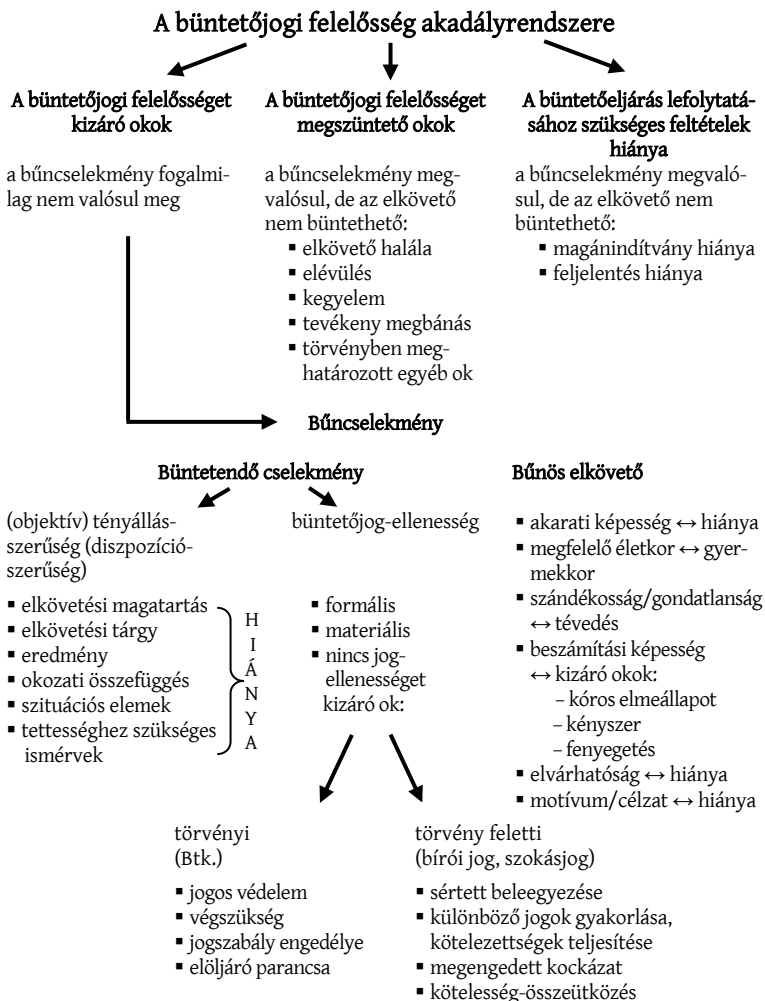 A büntetőjogi felelősség akadályrendszere
A büntetőjogi felelősséget
kizáró okok
a bűncselekmény fogalmi-
lag nem valósul meg
A büntetőjogi felelősséget
megszüntető okok
a bűncselekmény meg-
valósul, de az elkövető
nem büntethető:
▪ elkövető halála
▪ elévülés
▪ kegyelem
▪ tevékeny megbánás
▪ törvényben meg-
határozott egyéb ok
A büntetőeljárás lefolytatá-
sához szükséges feltételek
hiánya
a bűncselekmény megvaló-
sul, de az elkövető nem
büntethető:
▪ magánindítvány hiánya
▪ feljelentés hiánya
Bűncselekmény
Büntetendő cselekmény
(objektív) tényállás-
szerűség (diszpozíció-
szerűség)
▪ elkövetési magatartás
▪ elkövetési tárgy
▪ eredmény
▪ okozati összefüggés
▪ szituációs elemek
▪ tettességhez szükséges
ismérvek
H
I
Á
N
Y
A
büntetőjog-ellenesség
▪ formális
▪ materiális
▪ nincs jog-
ellenességet
kizáró ok:
Bűnös elkövető
▪ akarati képesség ↔ hiánya
▪ megfelelő életkor ↔ gyer-
mekkor
▪ szándékosság/gondatlanság
↔ tévedés
▪ beszámítási képesség
↔ kizáró okok:
– kóros elmeállapot
– kényszer
– fenyegetés
▪ elvárhatóság ↔ hiánya
▪ motívum/célzat ↔ hiánya
törvényi
(Btk.)
▪ jogos védelem
▪ végszükség
▪ jogszabály engedélye
▪ elöljáró parancsa
törvény feletti
(bírói jog, szokásjog)
▪ sértett beleegyezése
▪ különböző jogok gyakorlása,
kötelezettségek teljesítése
▪ megengedett kockázat
▪ kötelesség-összeütközés